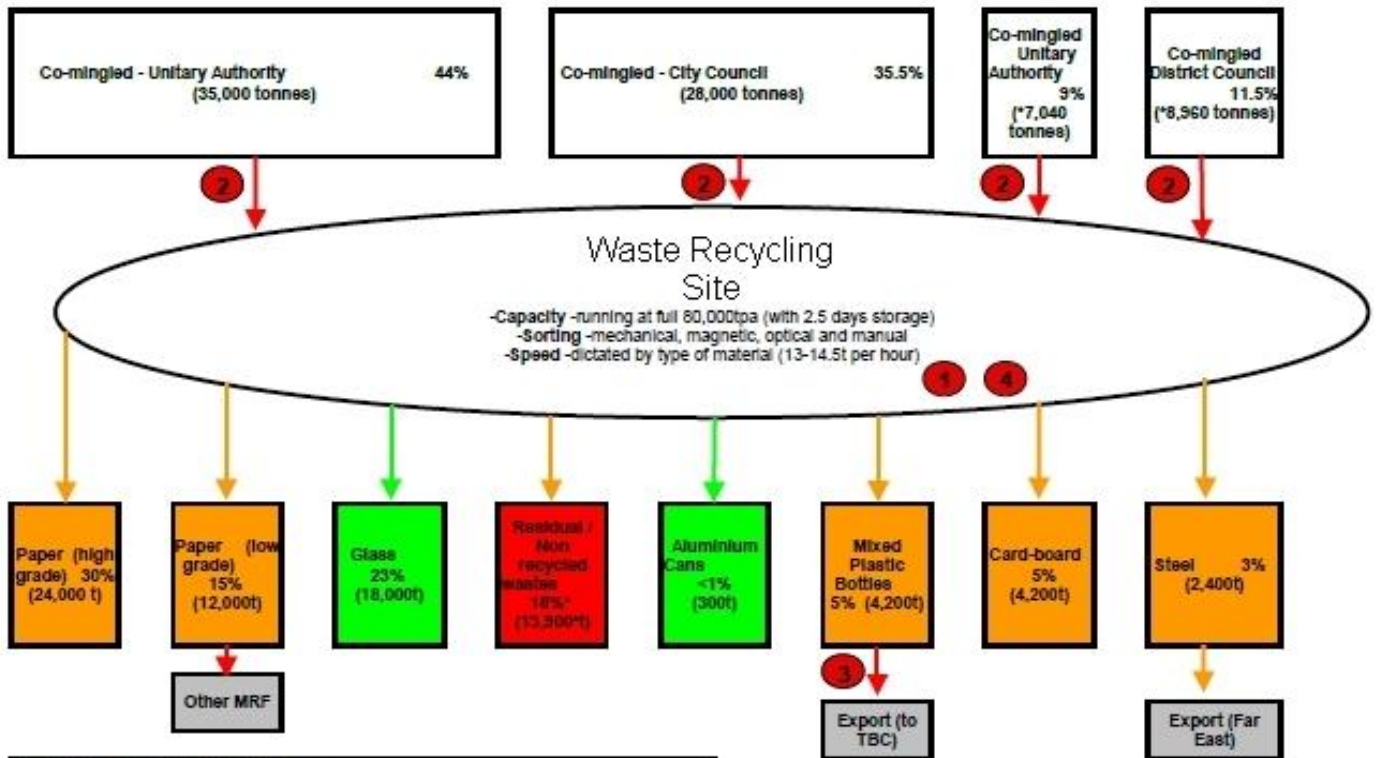 Co-mingled - Unitary Authority 44%
(35,000 tonnes)
Co-mingled - City Council 35.5%
(28,000 tonnes)
Co-mingled
Unitary
Authority
9%
(*7,040
tonnes)
Co-mingled
District Council
11.5%
(*8,960 tonnes)
2
2
2
2
Waste Recycling
Site
-Capacity -running at full 80,000tpa (with 2.5 days storage)
-Sorting -mechanical, magnetic, optical and manual
-Speed -dictated by type of material (13-14.5t per hour)
1 4
Paper (high
grade) 30%
(24,000 t)
Paper (low
grade)
15%
(12,000t)
Glass
23%
(18,000t)
Residual /
Non
recycled
wastes
18%*
(13,900*t)
Aluminium
Cans
<1%
(300t)
Mixed
Plastic
Bottles
5% (4,200t)
Card-board
5%
(4,200t)
Steel 3%
(2,400t)
Other MRF
3
Export (to
TBC)
Export (Far
East)